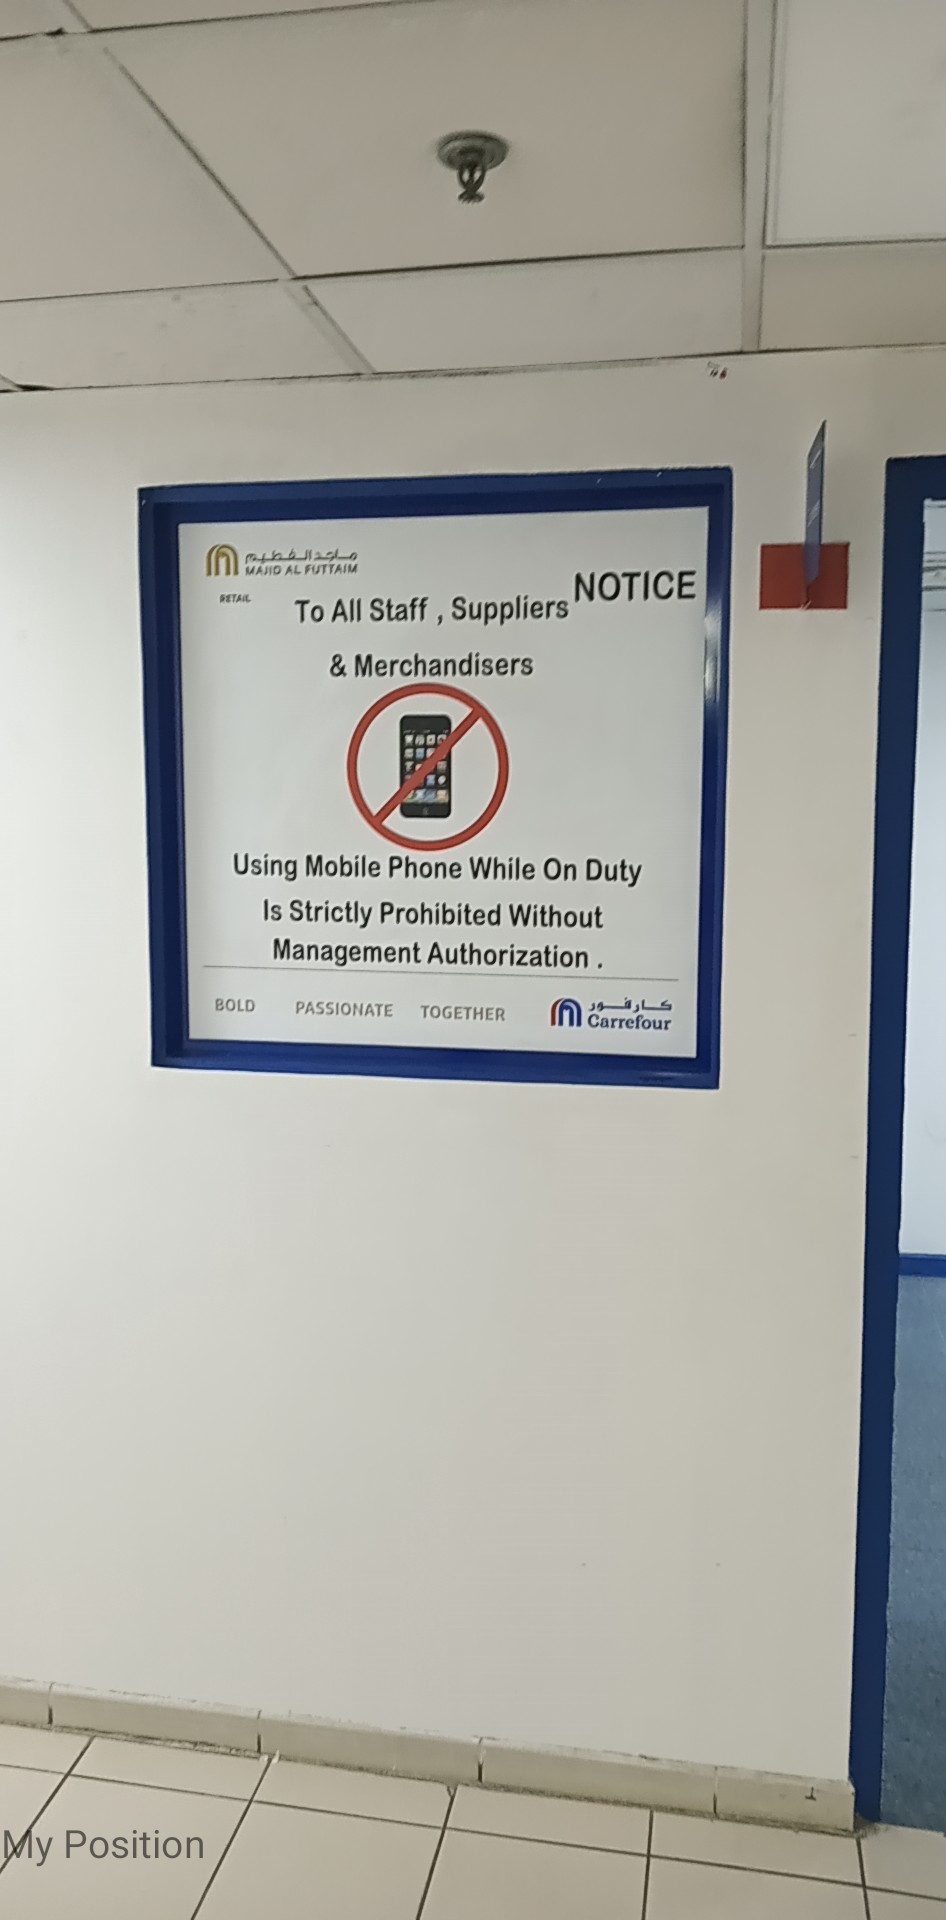 ماجد الفطيم
MAJID AL FUTTAIM
RETAIL
NOTICE
To All Staff , Suppliers
& Merchandisers
Using Mobile Phone While On Duty
Is Strictly Prohibited Without
Management Authorization .
BOLD PASSIONATE TOGETHER
كارفور
Carrefour
My Position